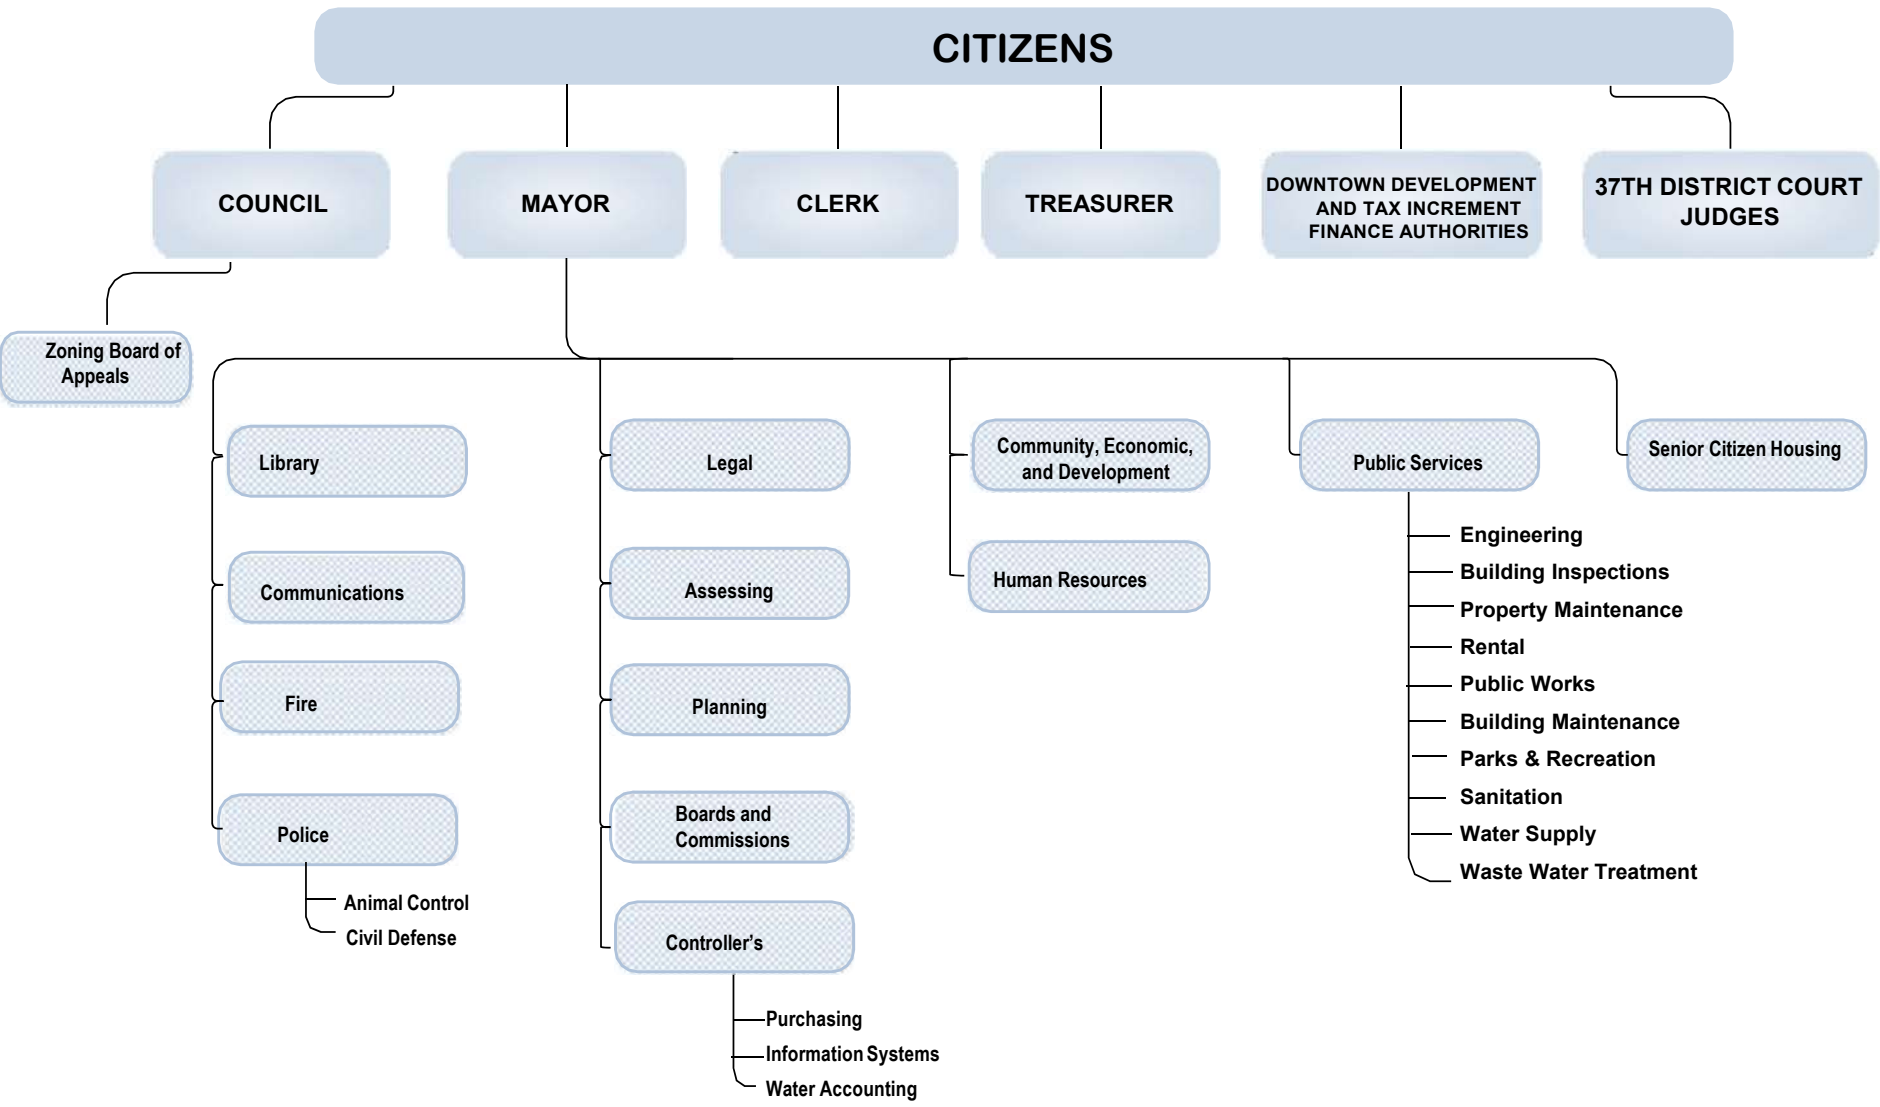 CITIZENS
COUNCIL
MAYOR
CLERK
TREASURER
DOWNTOWN DEVELOPMENT
AND TAX INCREMENT
FINANCE AUTHORITIES
37TH DISTRICT COURT
JUDGES
Zoning Board of
Appeals
Library
Communications
Fire
Police
Animal Control
Civil Defense
Legal
Assessing
Planning
Boards and
Commissions
Controller’s
Purchasing
Information Systems
Water Accounting
Community, Economic,
and Development
Human Resources
Public Services
Engineering
Building Inspections
Property Maintenance
Rental
Public Works
Building Maintenance
Parks & Recreation
Sanitation
Water Supply
Waste Water Treatment
Senior Citizen Housing